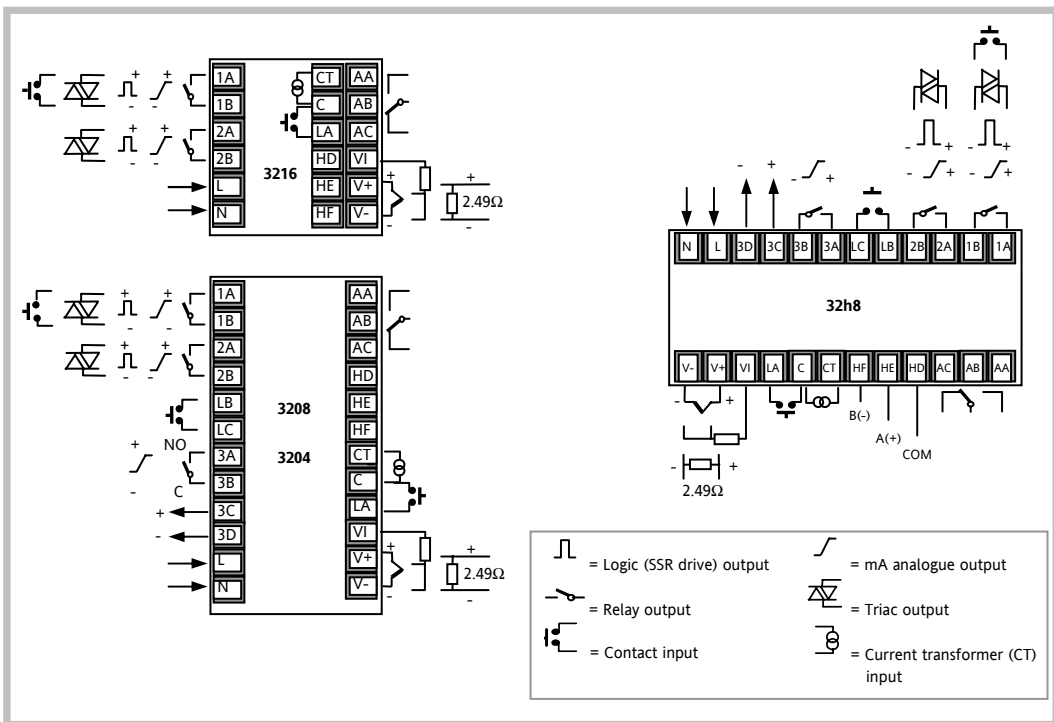 + + 1A CT AA
- - 1B C AB
2A LA AC
2B HD VI
3216
L HE V+ + +
2.49Ω
N HF V- - -
+ + 1A AA
- - 1B AB
+ + 2A AC
- - 2B HD
LB 3208 HE
LC HF
NO
+ 3A 3204 CT
- C 3B C
+ 3C LA
- 3D VI
L V+ + +
2.49Ω
N V- - -
- + - +
- + - + - + - + 
N L 3D 3C 3B 3A LC LB 2B 2A 1B 1A
32h8
V- V+ VI LA C CT HF HE HD AC AB AA
- +
B(-)
A(+)
COM
- +
2.49Ω
= Logic (SSR drive) output
= Relay output
= Contact input
= mA analogue output
= Triac output
= Current transformer (CT)
input